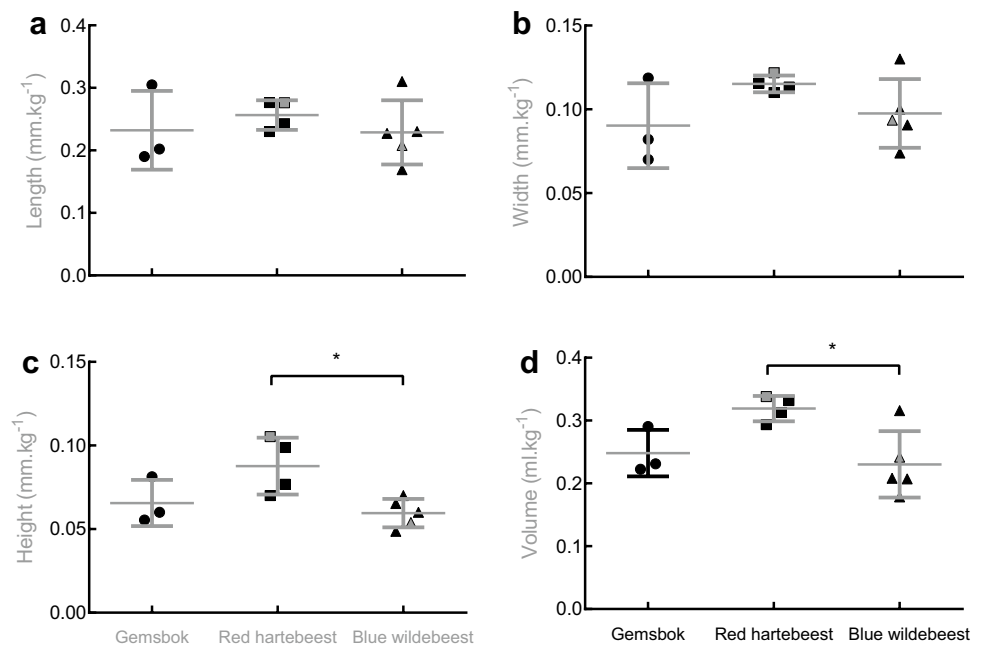 a
0.4
0.3
0.2
0.1
0.0
Length (mm.kg⁻¹)
b
0.15
0.10
0.05
0.00
Width (mm.kg⁻¹)
c
0.15
0.10
0.05
0.00
Height (mm.kg⁻¹)
*
Gemsbok Red hartebeest Blue wildebeest
d
0.4
0.3
0.2
0.1
0.0
Volume (ml.kg⁻¹)
*
Gemsbok Red hartebeest Blue wildebeest